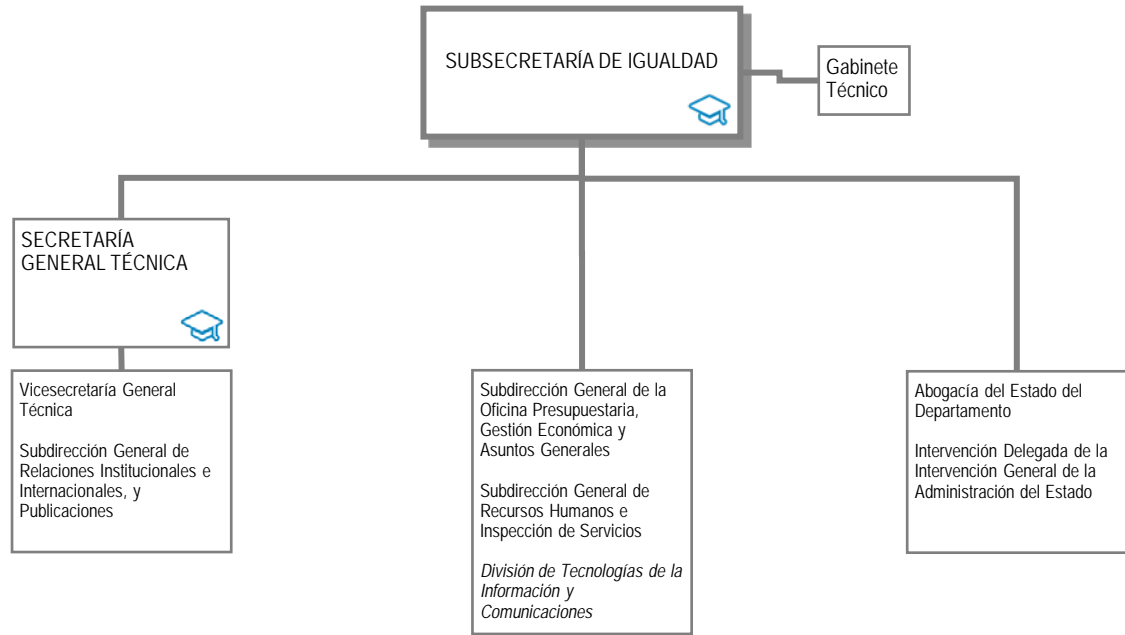 SUBSECRETARÍA DE IGUALDAD
Gabinete
Técnico
SECRETARÍA
GENERAL TÉCNICA
Vicesecretaría General
Técnica
Subdirección General de
Relaciones Institucionales e
Internacionales, y
Publicaciones
Subdirección General de la
Oficina Presupuestaria,
Gestión Económica y
Asuntos Generales
Subdirección General de
Recursos Humanos e
Inspección de Servicios
División de Tecnologías de la
Información y
Comunicaciones
Abogacía del Estado del
Departamento
Intervención Delegada de la
Intervención General de la
Administración del Estado